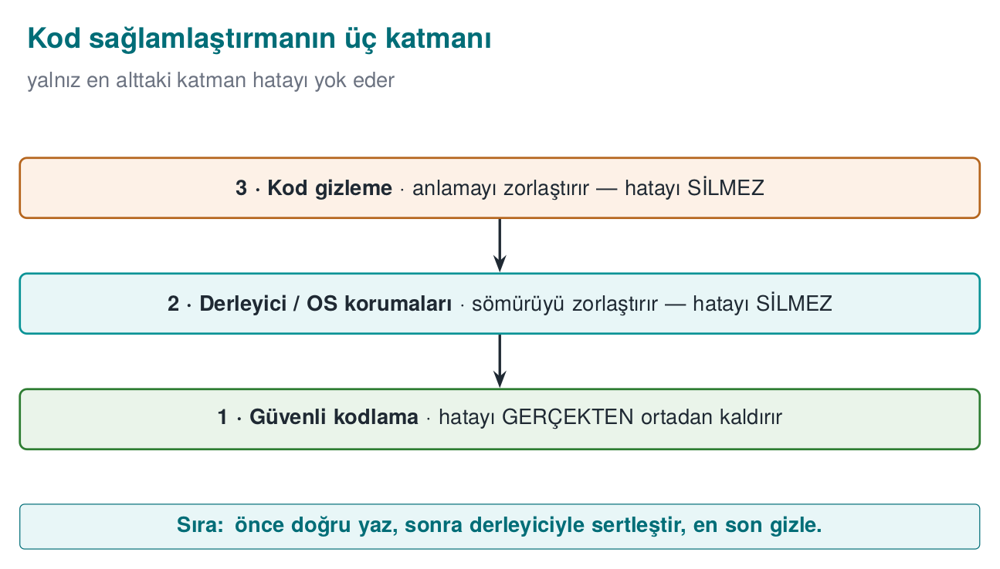 Kod sağlamlaştırmanın üç katmanı
yalnız en alttaki katman hatayı yok eder
3 · Kod gizleme · anlamayı zorlaştırır — hatayı SİLMEZ
2 · Derleyici / OS korumaları · sömürüyü zorlaştırır — hatayı SİLMEZ
1 · Güvenli kodlama · hatayı GERÇEKTEN ortadan kaldırır
Sıra: önce doğru yaz, sonra derleyiciyle sertleştir, en son gizle.